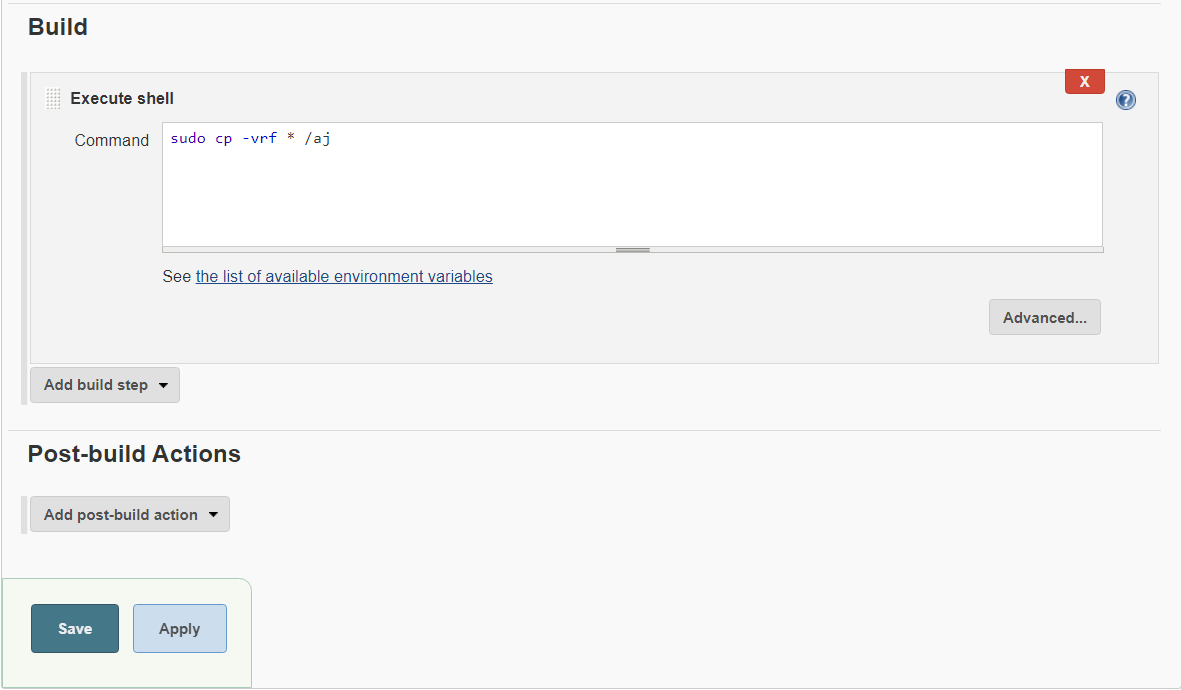 Build
Execute shell
X
?
Command
sudo cp -vrf * /aj
See the list of available environment variables
Advanced...
Add build step
Post-build Actions
Add post-build action
Save
Apply